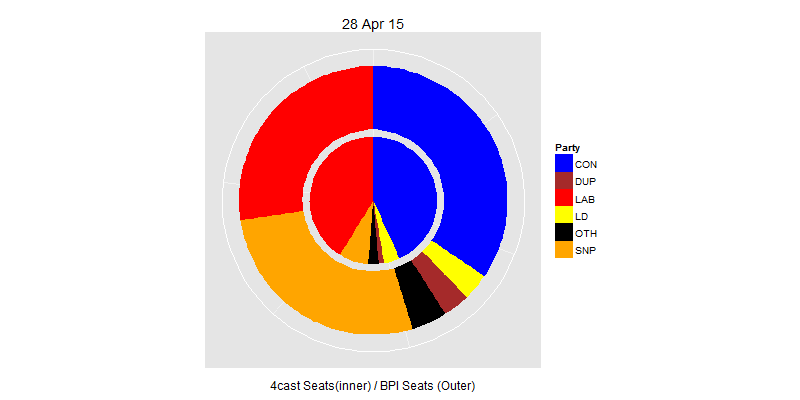 28 Apr 15
Party
CON
DUP
LAB
LD
OTH
SNP
4cast Seats(inner) / BPI Seats (Outer)